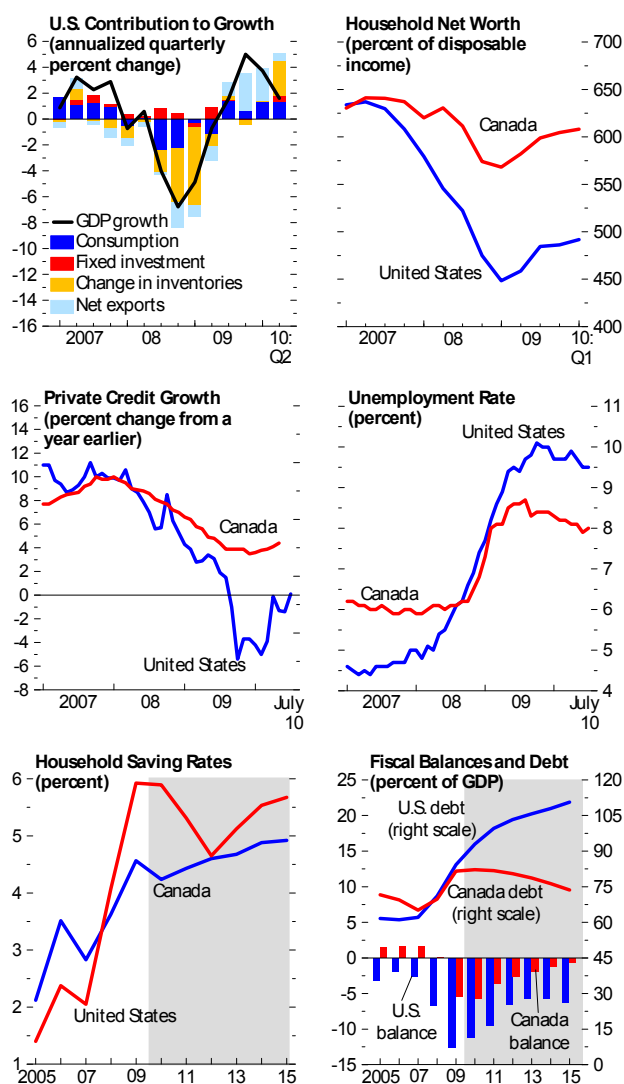 U.S. Contribution to Growth
(annualized quarterly
percent change)
6
4
2
0
-2
-4
-6
-8
-10
-12
-14
-16
GDP growth
Consumption
Fixed investment
Change in inventories
Net exports
2007
08
09
10:
Q2
Household Net Worth
(percent of disposable
income)
700
650
600
550
500
450
400
Canada
United States
2007
08
09
10:
Q1
Private Credit Growth
(percent change from a
year earlier)
16
14
12
10
8
6
4
2
0
-2
-4
-6
-8
Canada
United States
2007
08
09
July
10
Unemployment Rate
(percent)
11
10
9
8
7
6
5
4
United States
Canada
2007
08
09
July
10
Household Saving Rates
(percent)
6
5
4
3
2
1
Canada
United States
2005
07
09
11
13
15
Fiscal Balances and Debt
(percent of GDP)
25
20
15
10
5
0
-5
-10
-15
120
105
90
75
60
45
30
15
0
U.S. debt
(right scale)
Canada debt
(right scale)
U.S.
balance
Canada
balance
2005
07
09
11
13
15